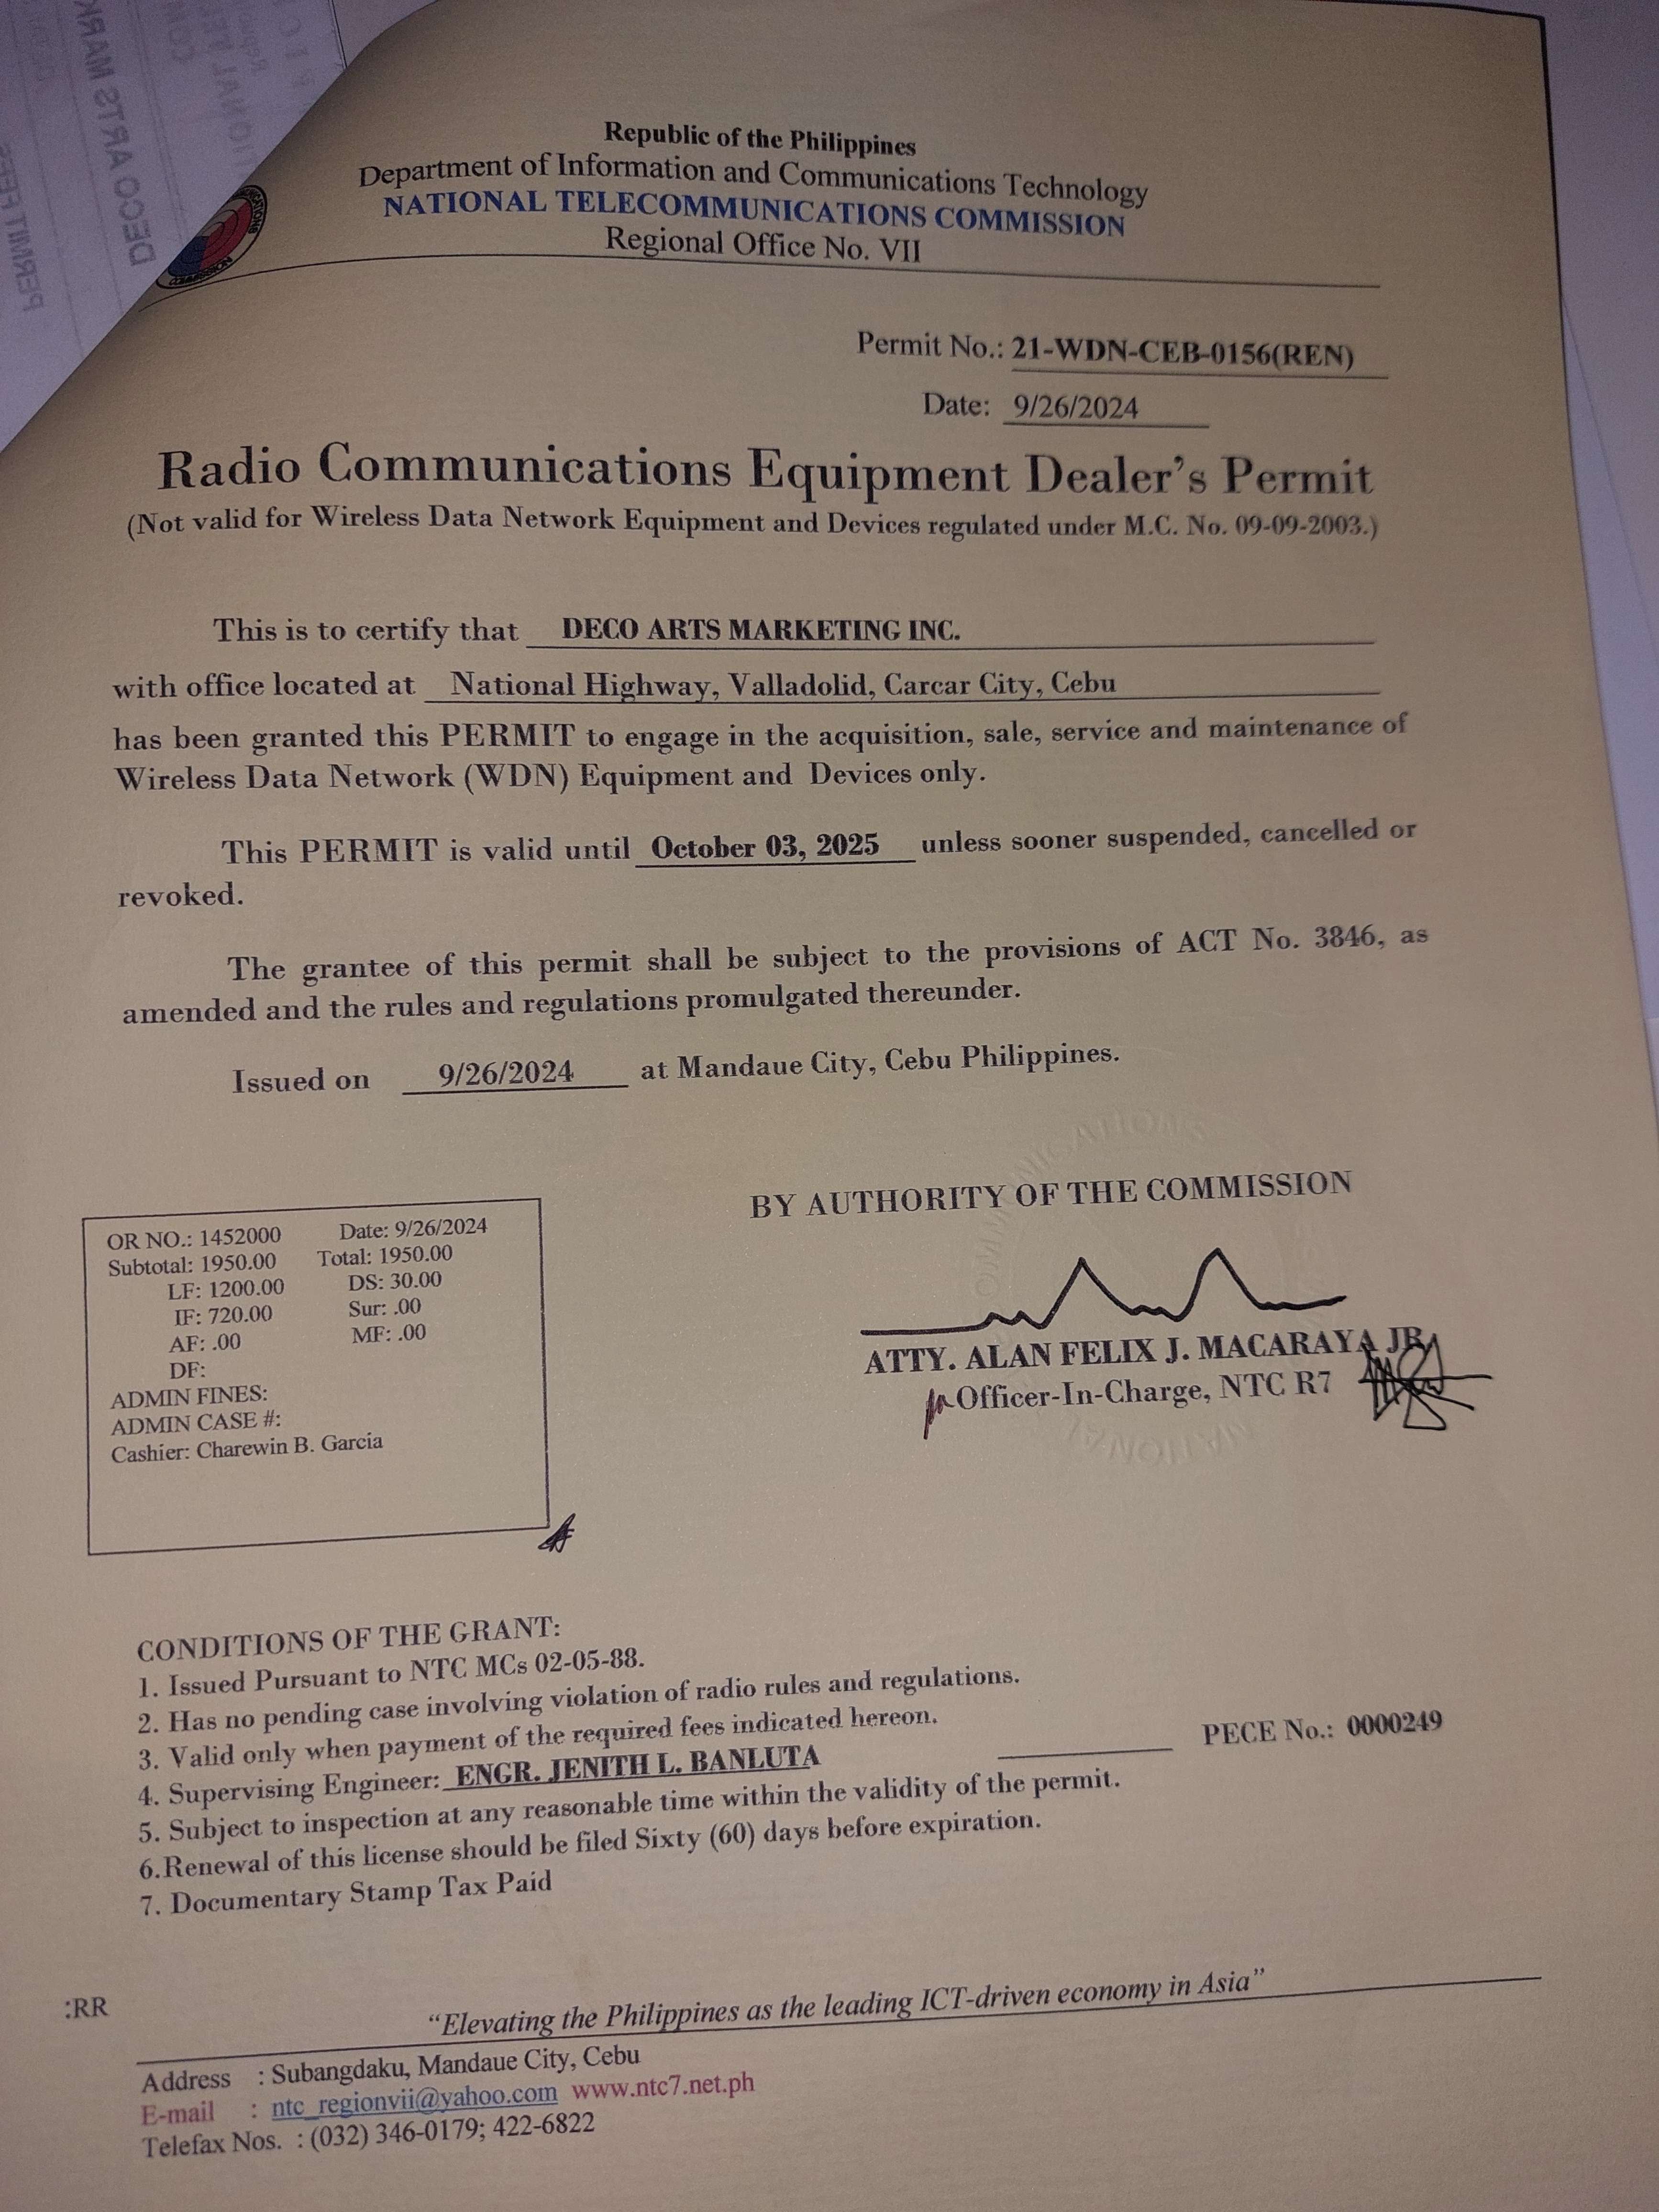 PERMIT FEES
DECO ARTS MARK
Republic of the Philippines
Department of Information and Communications Technology
NATIONAL TELECOMMUNICATIONS COMMISSION
Regional Office No. VII
COMMISSION
Permit No.: 21-WDN-CEB-0156(REN)
Date: 9/26/2024
Radio Communications Equipment Dealer's Permit
(Not valid for Wireless Data Network Equipment and Devices regulated under M.C. No. 09-09-2003.)
This is to certify that DECO ARTS MARKETING INC.
with office located at National Highway, Valladolid, Carcar City, Cebu
has been granted this PERMIT to engage in the acquisition, sale, service and maintenance of
Wireless Data Network (WDN) Equipment and Devices only.
This PERMIT is valid until October 03, 2025 unless sooner suspended, cancelled or
revoked.
The grantee of this permit shall be subject to the provisions of ACT No. 3846, as
amended and the rules and regulations promulgated thereunder.
Issued on 9/26/2024 at Mandaue City, Cebu Philippines.
BY AUTHORITY OF THE COMMISSION
ATTY. ALAN FELIX J. MACARAYA JR.
Officer-In-Charge, NTC R7
OR NO.: 1452000 Date: 9/26/2024
Subtotal: 1950.00 Total: 1950.00
LF: 1200.00 DS: 30.00
IF: 720.00 Sur: .00
AF: .00 MF: .00
DF:
ADMIN FINES:
ADMIN CASE #:
Cashier: Charewin B. Garcia
CONDITIONS OF THE GRANT:
1. Issued Pursuant to NTC MCs 02-05-88.
2. Has no pending case involving violation of radio rules and regulations.
3. Valid only when payment of the required fees indicated hereon.
4. Supervising Engineer: ENGR. JENITH L. BANLUTA PECE No.: 0000249
5. Subject to inspection at any reasonable time within the validity of the permit.
6.Renewal of this license should be filed Sixty (60) days before expiration.
7. Documentary Stamp Tax Paid
:RR
“Elevating the Philippines as the leading ICT-driven economy in Asia”
Address : Subangdaku, Mandaue City, Cebu
E-mail : ntc_regionvii@yahoo.com www.ntc7.net.ph
Telefax Nos. : (032) 346-0179; 422-6822